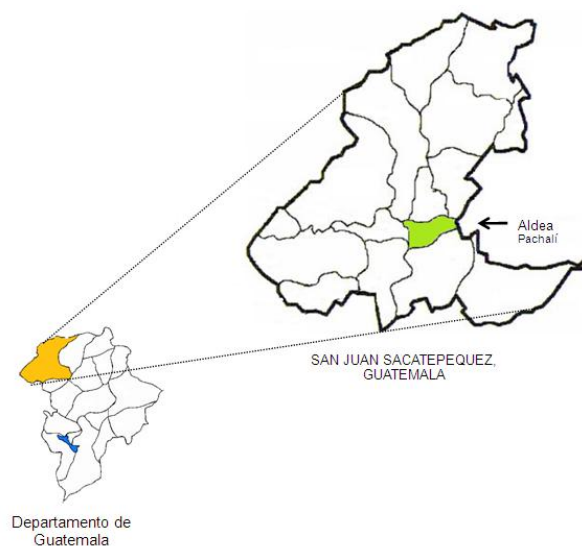 Aldea
Pachalí
SAN JUAN SACATEPEQUEZ,
GUATEMALA
Departamento de
Guatemala